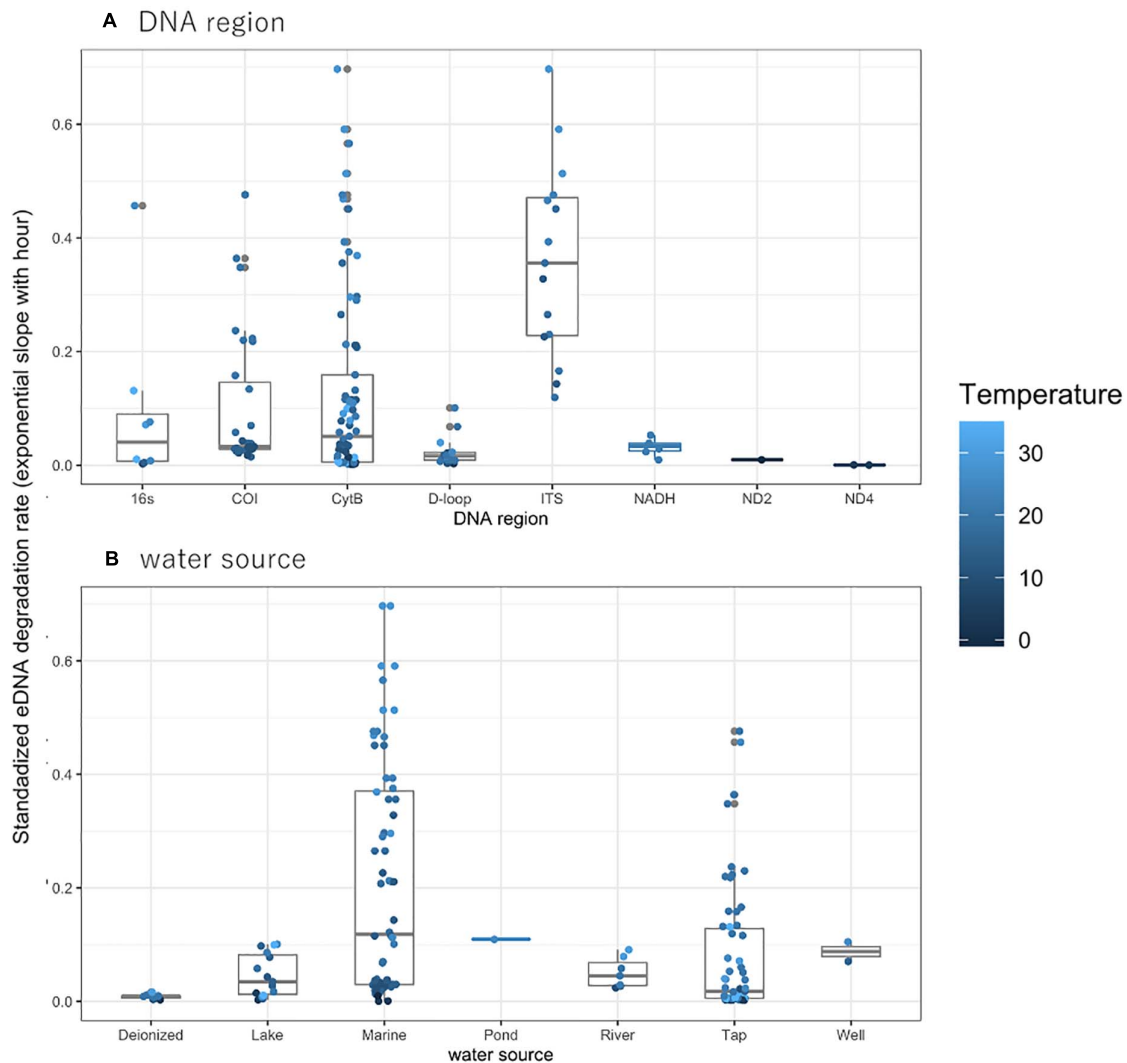 A DNA region
Standadized eDNA degradation rate (exponential slope with hour)
0.6
0.4
0.2
0.0
16s COI CytB D-loop ITS NADH ND2 ND4
DNA region
B water source
0.6
0.4
0.2
0.0
Deionized Lake Marine Pond River Tap Well
water source
Temperature
30
20
10
0